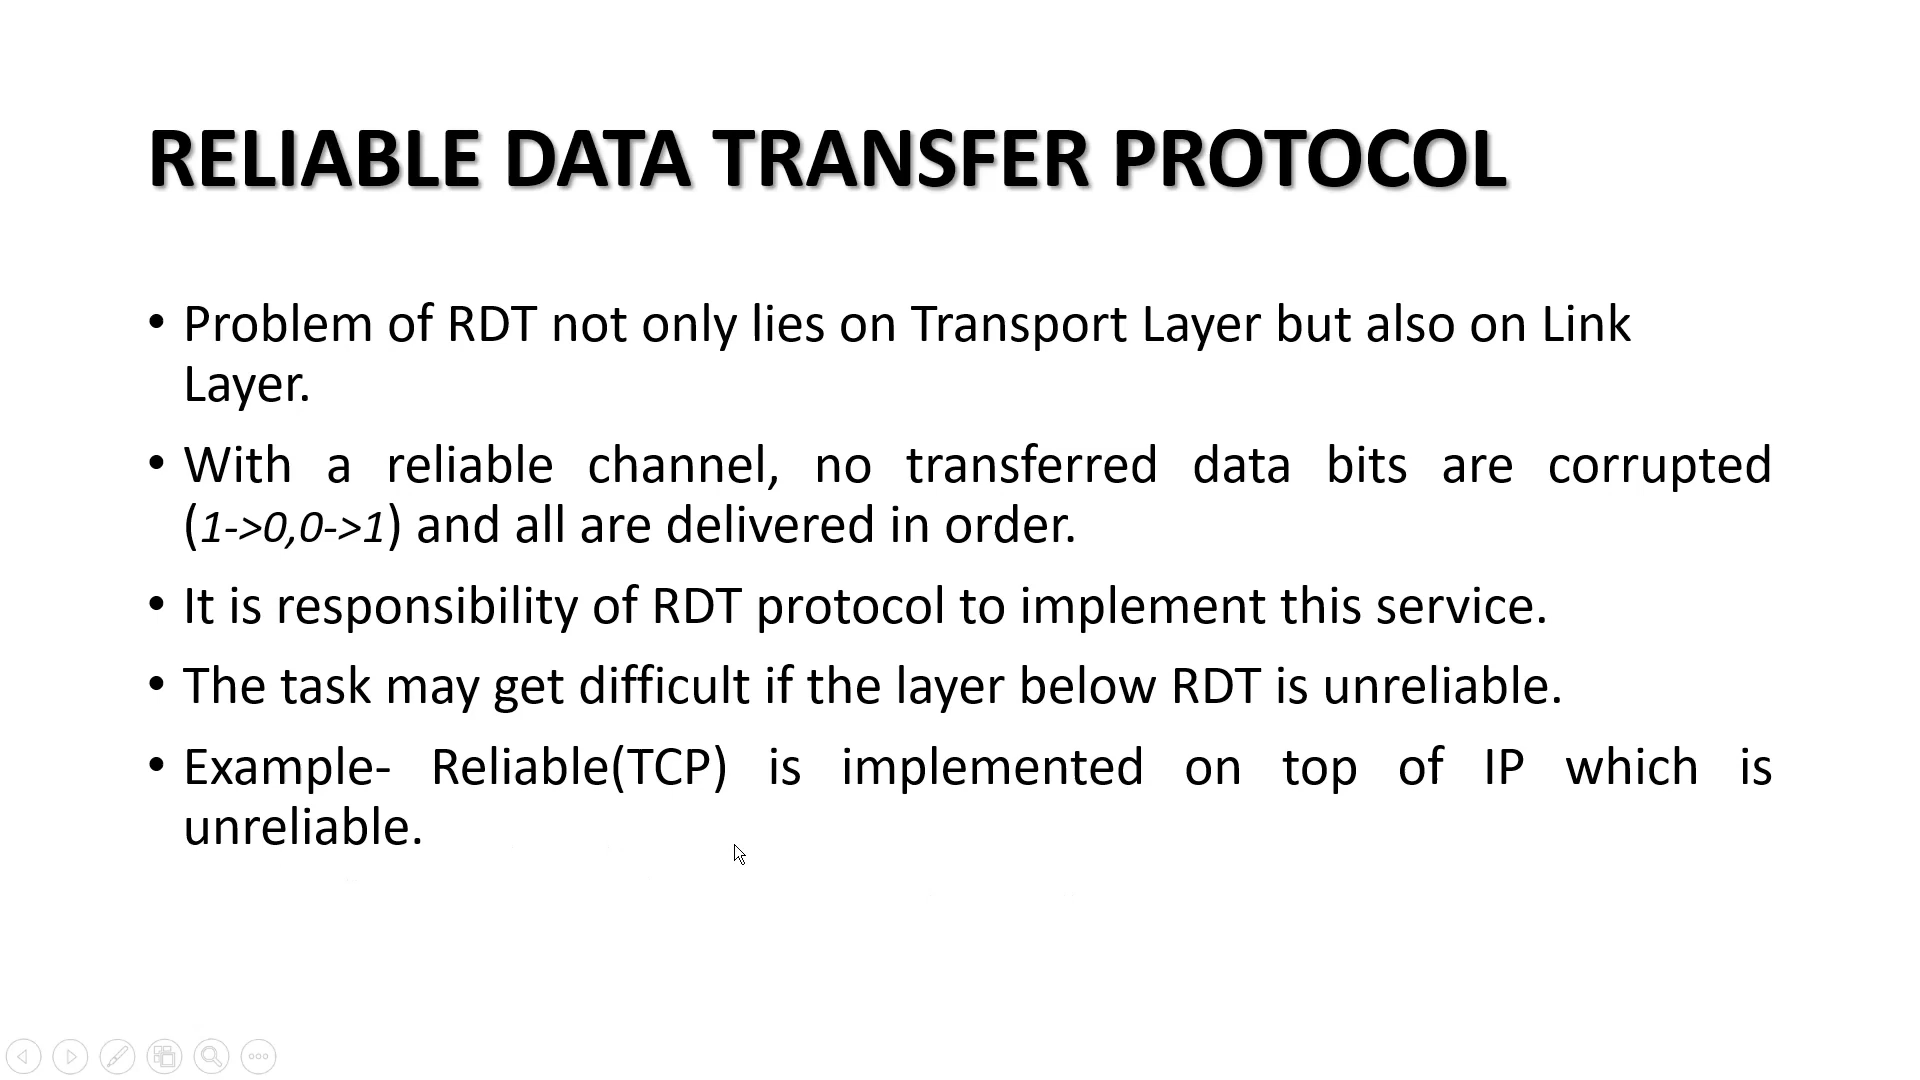 RELIABLE DATA TRANSFER PROTOCOL
• Problem of RDT not only lies on Transport Layer but also on Link
Layer.
• With a reliable channel, no transferred data bits are corrupted
(1->0,0->1) and all are delivered in order.
• It is responsibility of RDT protocol to implement this service.
• The task may get difficult if the layer below RDT is unreliable.
• Example- Reliable(TCP) is implemented on top of IP which is
unreliable.